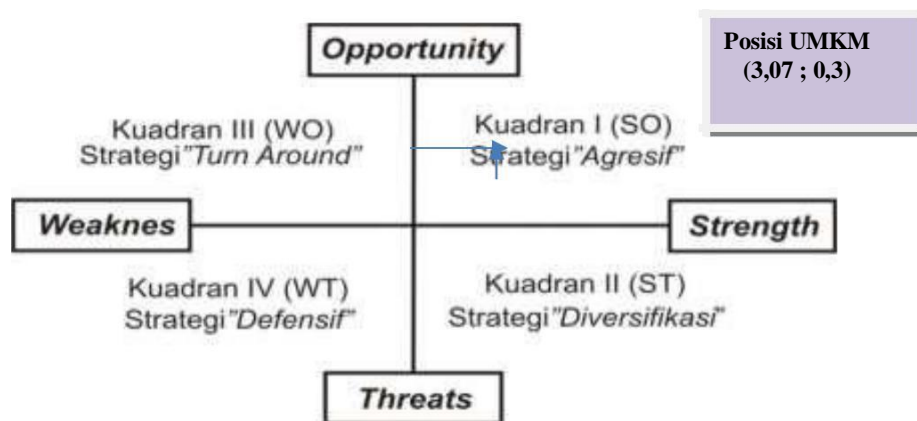 Opportunity
Posisi UMKM
(3,07 ; 0,3)
Kuadran III (WO)
Strategi"Turn Around"
Kuadran I (SO)
Strategi"Agresif"
Weaknes
Strength
Kuadran IV (WT)
Strategi"Defensif"
Kuadran II (ST)
Strategi"Diversifikasi"
Threats